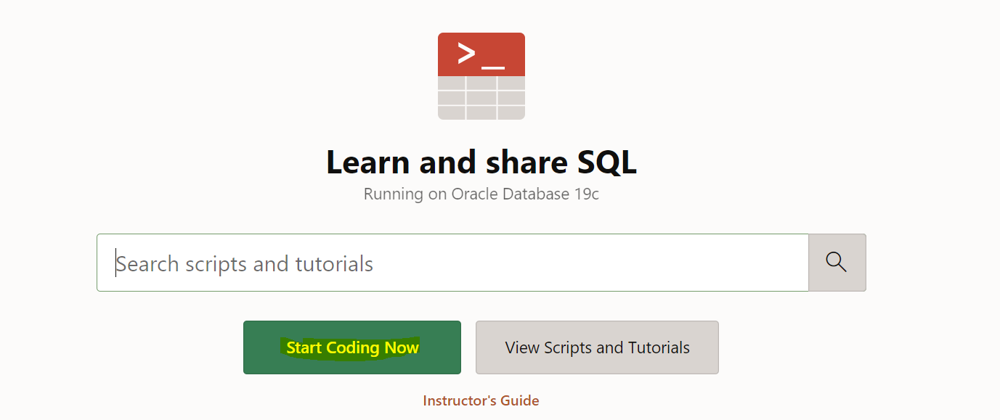 >_
Learn and share SQL
Running on Oracle Database 19c
Search scripts and tutorials
Start Coding Now
View Scripts and Tutorials
Instructor's Guide